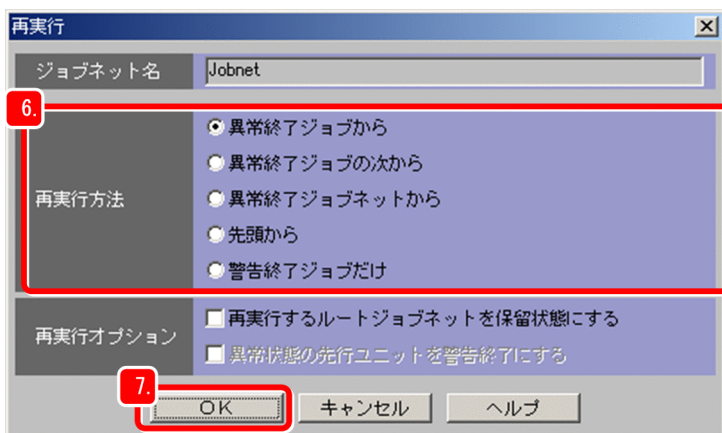 再実行
ジョブネット名 Jobnet
6.
再実行方法
異常終了ジョブから
異常終了ジョブの次から
異常終了ジョブネットから
先頭から
警告終了ジョブだけ
再実行オプション
再実行するルートジョブネットを保留状態にする
異常状態の先行ユニットを警告終了にする
7.
OK キャンセル ヘルプ